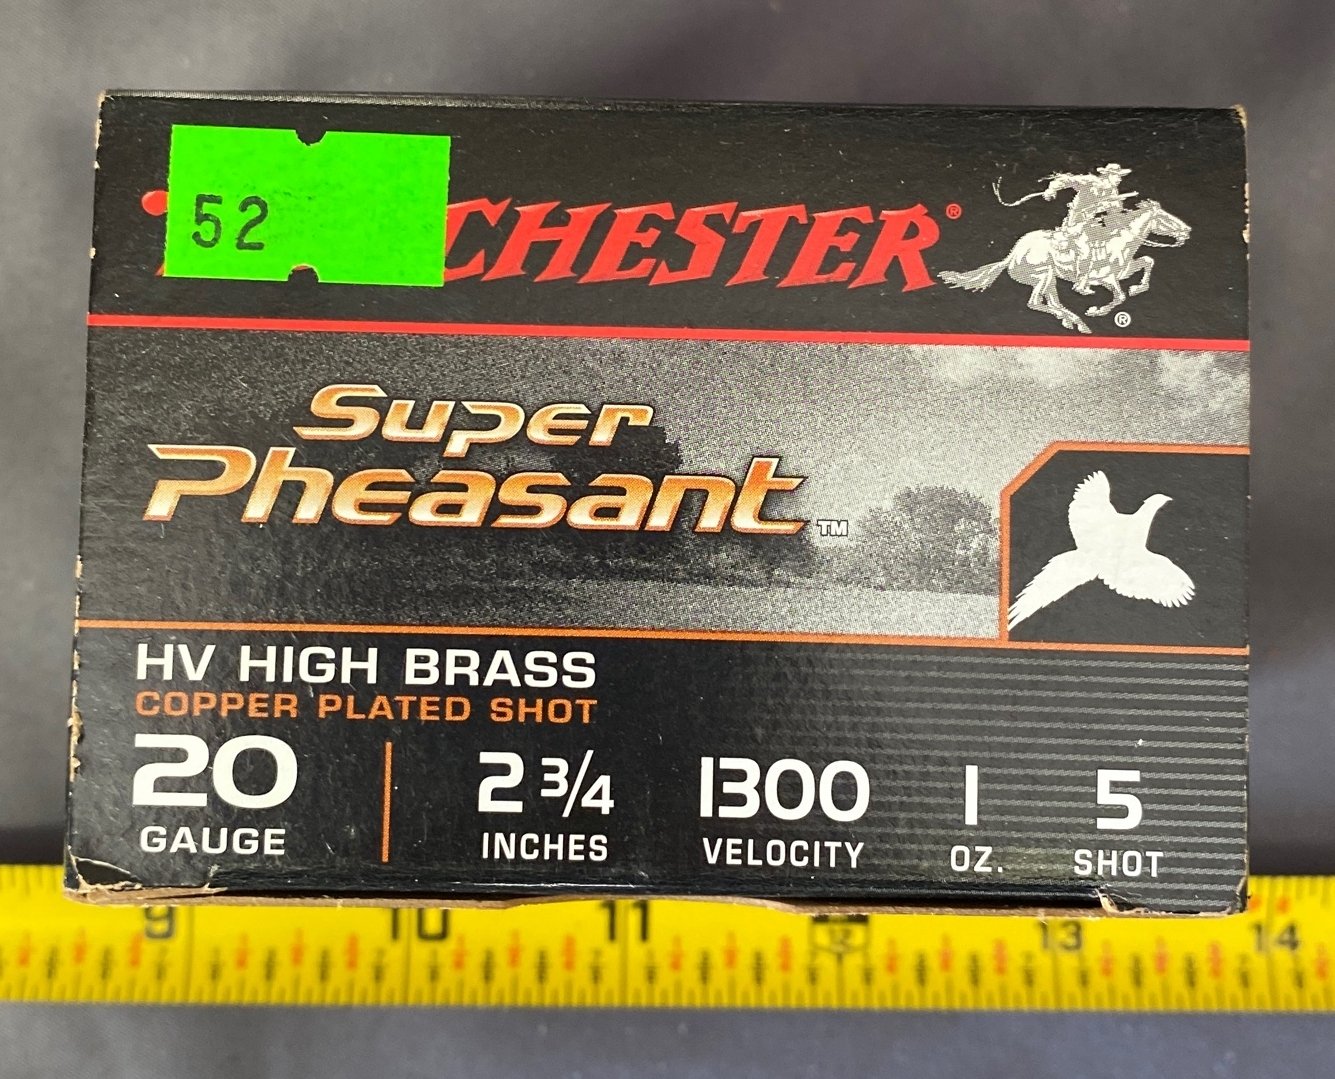 52
CHESTER®
®
Super
Pheasant™
HV HIGH BRASS
COPPER PLATED SHOT
20 2 3/4 1300 1 5
GAUGE INCHES VELOCITY OZ. SHOT
9 10 11 13 14